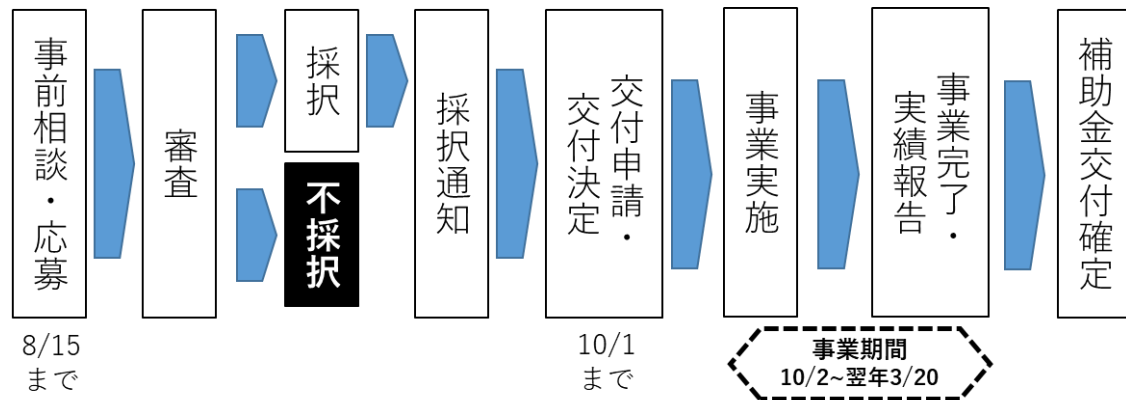 事前相談・応募
審査
採択
不採択
採択通知
交付申請・
交付決定
事業実施
事業完了・
実績報告
補助金交付確定
8/15
まで
10/1
まで
事業期間
10/2~翌年3/20